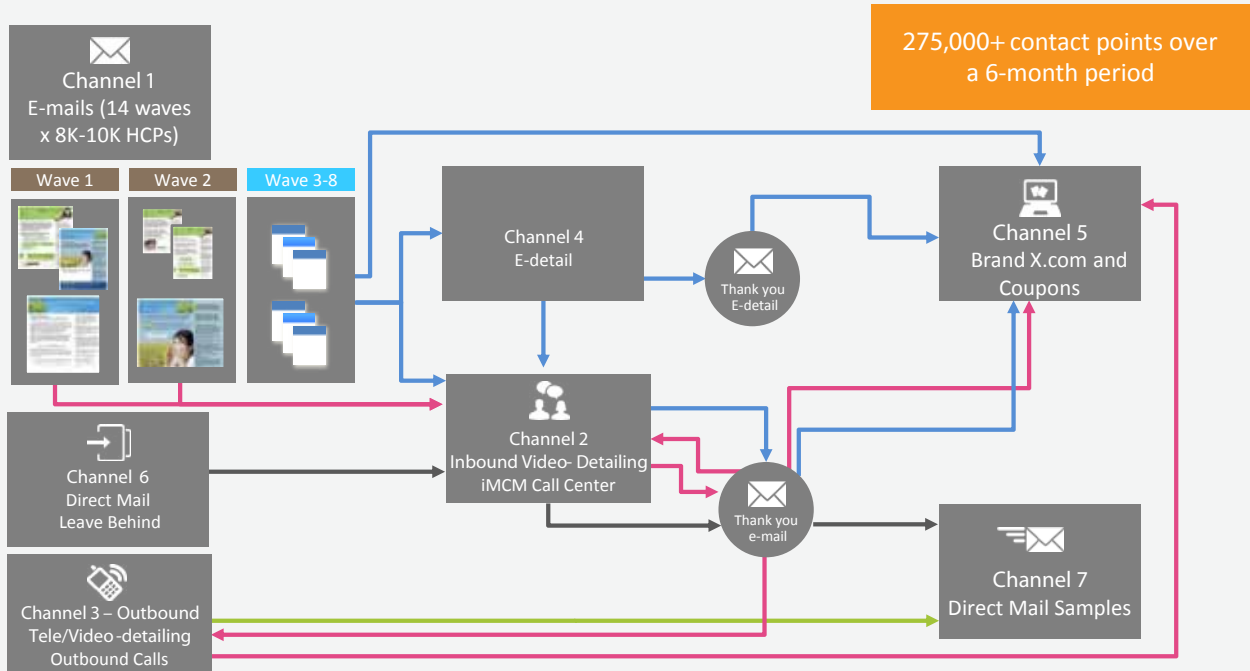 275,000+ contact points over
a 6-month period
Channel 1
E-mails (14 waves
x 8K-10K HCPs)
Wave 1
Wave 2
Wave 3-8
Channel 4
E-detail
Thank you
E-detail
Channel 5
Brand X.com and
Coupons
Channel 2
Inbound Video- Detailing
iMCM Call Center
Channel 6
Direct Mail
Leave Behind
Thank you
e-mail
Channel 7
Direct Mail Samples
Channel 3 – Outbound
Tele/Video-detailing
Outbound Calls